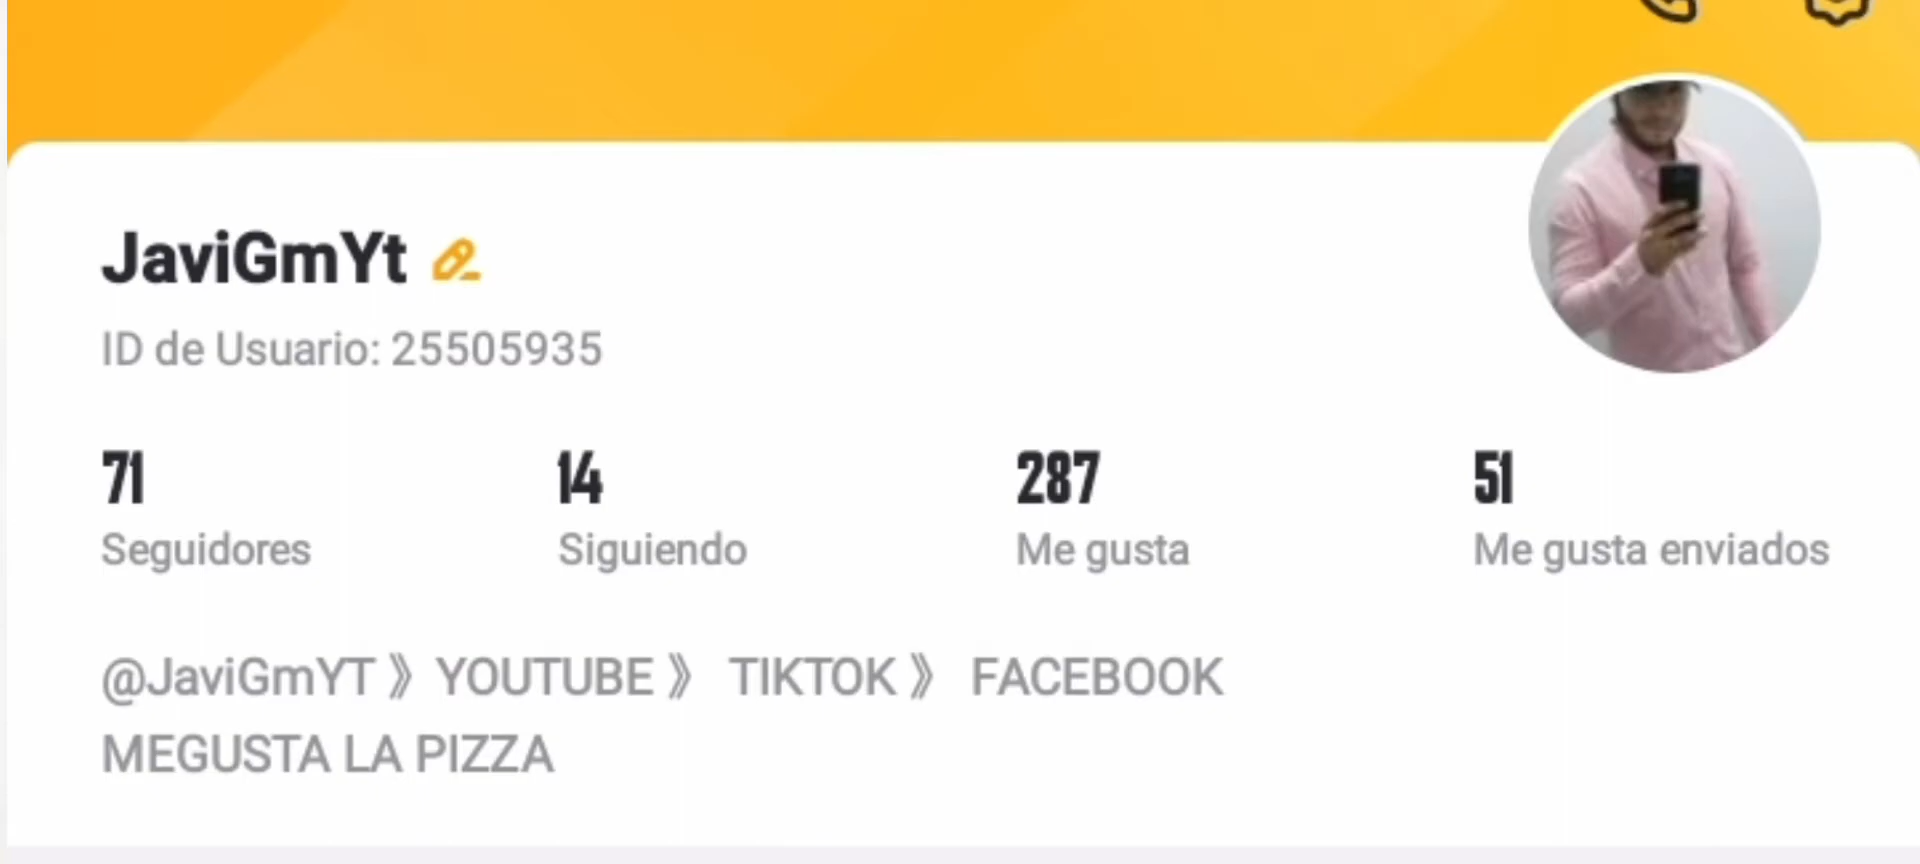 JaviGmYt
ID de Usuario: 25505935
71 14 287 51
Seguidores Siguiendo Me gusta Me gusta enviados
@JaviGmYT》YOUTUBE》 TIKTOK》 FACEBOOK
MEGUSTA LA PIZZA